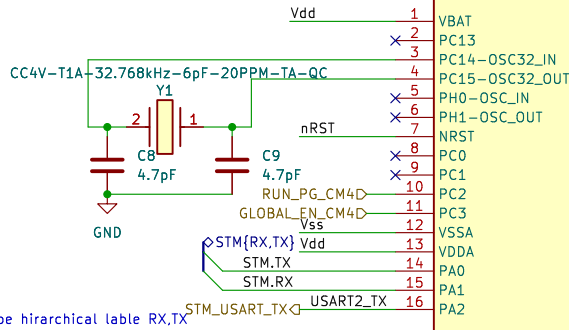 Vdd 1 VBAT
2 PC13
3 PC14-OSC32_IN
CC4V-T1A-32.768kHz-6pF-20PPM-TA-QC 4 PC15-OSC32_OUT
Y1 5 PH0-OSC_IN
2 1 6 PH1-OSC_OUT
nRST 7 NRST
C8 C9 8 PC0
4.7pF 4.7pF 9 PC1
RUN_PG_CM4 10 PC2
GLOBAL_EN_CM4 11 PC3
GND Vss 12 VSSA
STM{RX,TX} Vdd 13 VDDA
STM.TX 14 PA0
STM.RX 15 PA1
STM_USART_TX USART2_TX 16 PA2
be hirarchical lable RX,TX